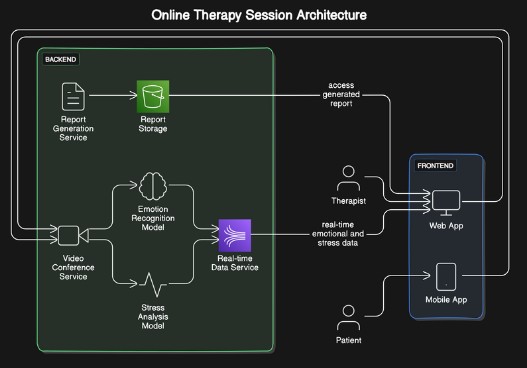 Online Therapy Session Architecture
BACKEND
Report
Generation
Service
Report
Storage
access
generated
report
FRONTEND
Therapist
Web App
Emotion
Recognition
Model
real-time
emotional and
stress data
Video
Conference
Service
Real-time
Data Service
Mobile App
Stress
Analysis
Model
Patient